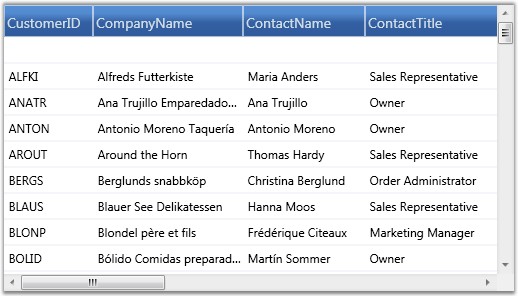 CustomerID CompanyName ContactName ContactTitle
ALFKI Alfreds Futterkiste Maria Anders Sales Representative
ANATR Ana Trujillo Emparedado... Ana Trujillo Owner
ANTON Antonio Moreno Taquería Antonio Moreno Owner
AROUT Around the Horn Thomas Hardy Sales Representative
BERGS Berglunds snabbköp Christina Berglund Order Administrator
BLAUS Blauer See Delikatessen Hanna Moos Sales Representative
BLONP Blondel père et fils Frédérique Citeaux Marketing Manager
BOLID Bólido Comidas preparad... Martín Sommer Owner